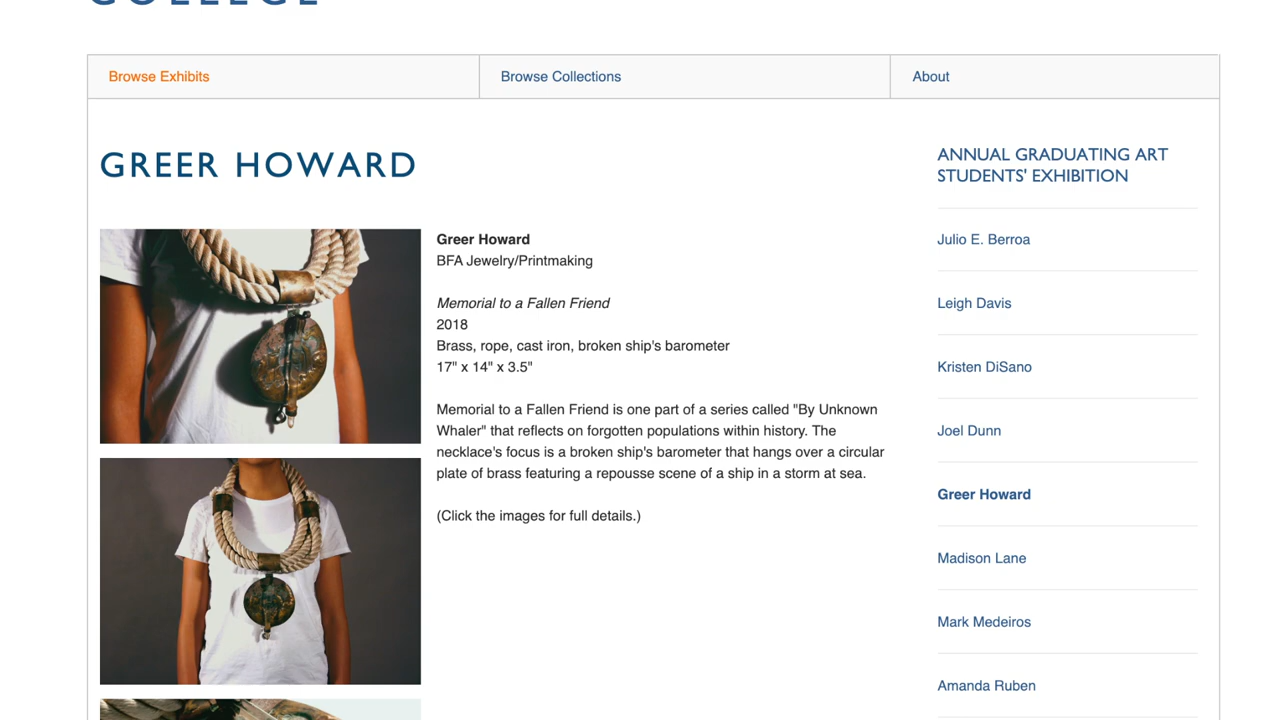 COLLEGE
Browse Exhibits
Browse Collections
About
GREER HOWARD
Greer Howard
BFA Jewelry/Printmaking
Memorial to a Fallen Friend
2018
Brass, rope, cast iron, broken ship's barometer
17" x 14" x 3.5"
Memorial to a Fallen Friend is one part of a series called "By Unknown
Whaler" that reflects on forgotten populations within history. The
necklace's focus is a broken ship's barometer that hangs over a circular
plate of brass featuring a repousse scene of a ship in a storm at sea.
(Click the images for full details.)
ANNUAL GRADUATING ART
STUDENTS' EXHIBITION
Julio E. Berroa
Leigh Davis
Kristen DiSano
Joel Dunn
Greer Howard
Madison Lane
Mark Medeiros
Amanda Ruben